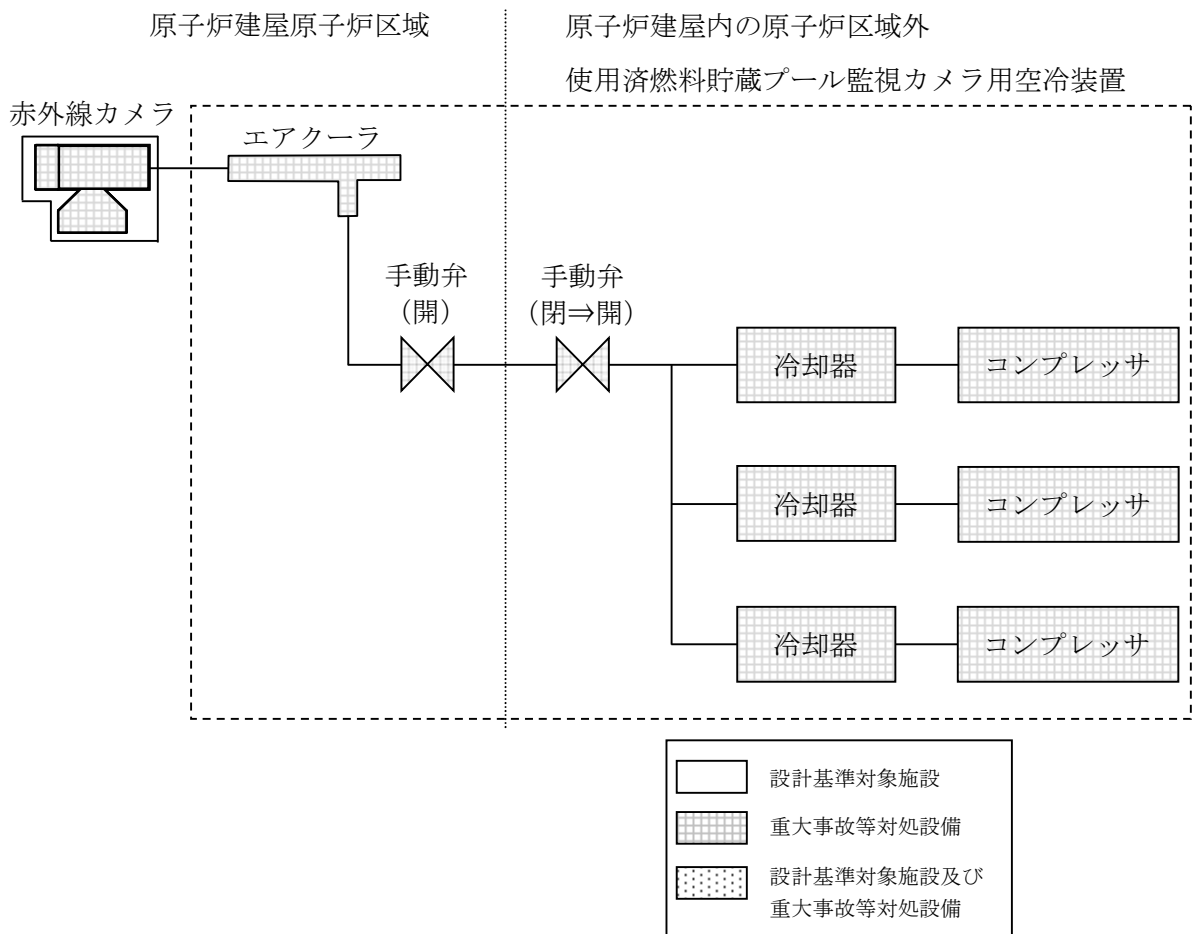 原子炉建屋原子炉区域
原子炉建屋内の原子炉区域外
使用済燃料貯蔵プール監視カメラ用空冷装置
赤外線カメラ
エアクーラ
手動弁
（開）
手動弁
（閉⇒開）
冷却器
コンプレッサ
冷却器
コンプレッサ
冷却器
コンプレッサ
設計基準対象施設
重大事故等対処設備
設計基準対象施設及び
重大事故等対処設備